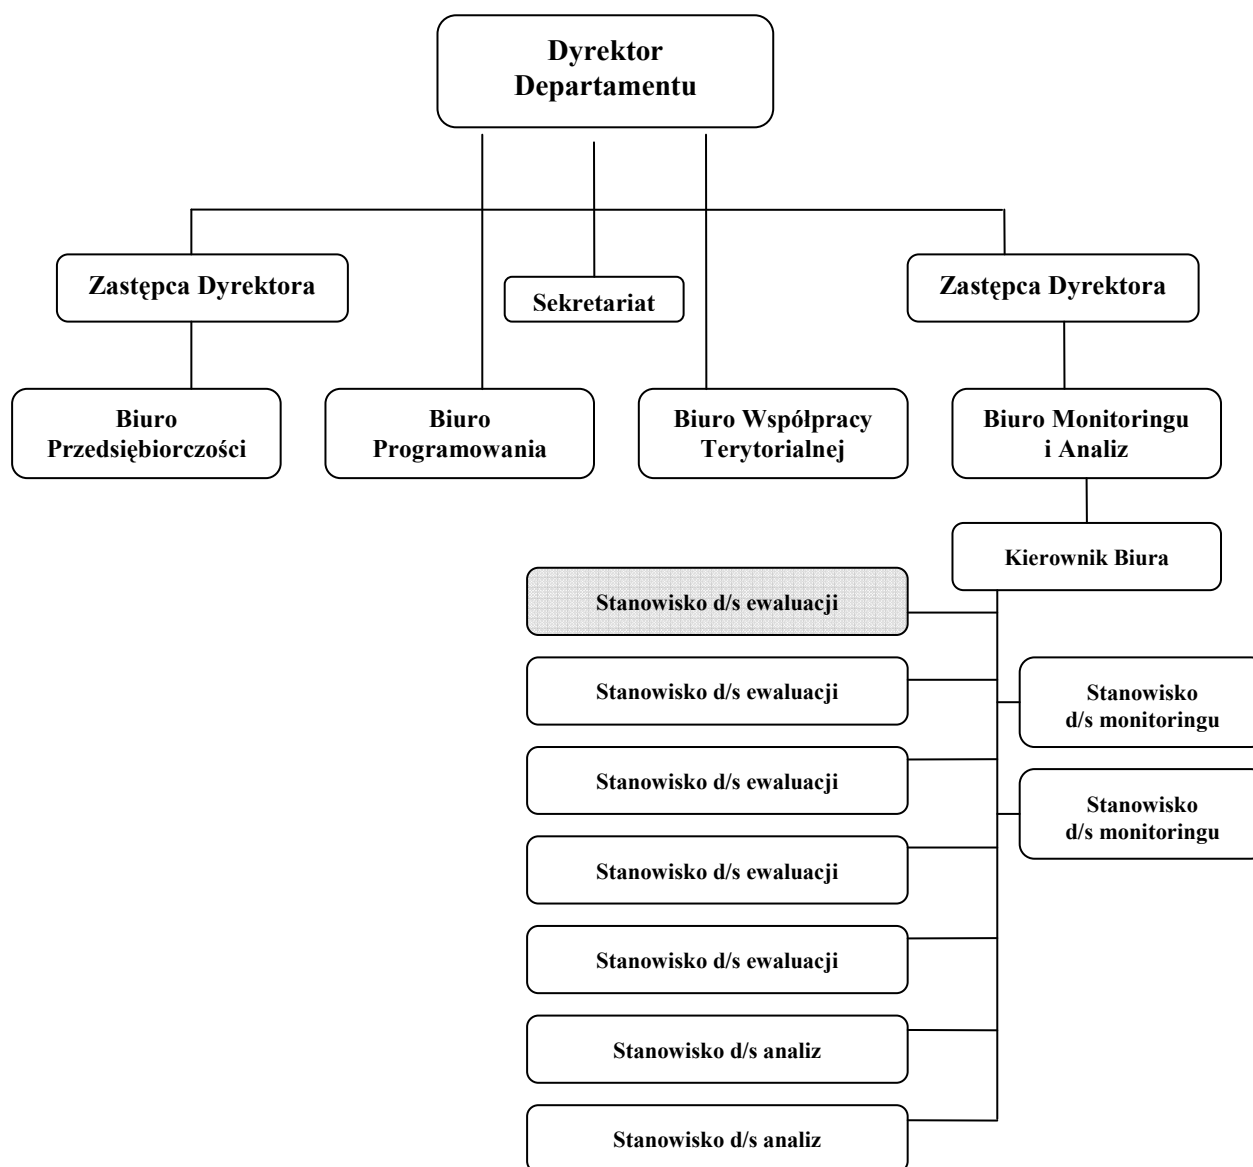 Dyrektor
Departamentu
Zastępca Dyrektora
Sekretariat
Zastępca Dyrektora
Biuro
Przedsiębiorczości
Biuro
Programowania
Biuro Współpracy
Terytorialnej
Biuro Monitoringu
i Analiz
Kierownik Biura
Stanowisko d/s ewaluacji
Stanowisko d/s ewaluacji
Stanowisko
d/s monitoringu
Stanowisko d/s ewaluacji
Stanowisko
d/s monitoringu
Stanowisko d/s ewaluacji
Stanowisko d/s ewaluacji
Stanowisko d/s analiz
Stanowisko d/s analiz